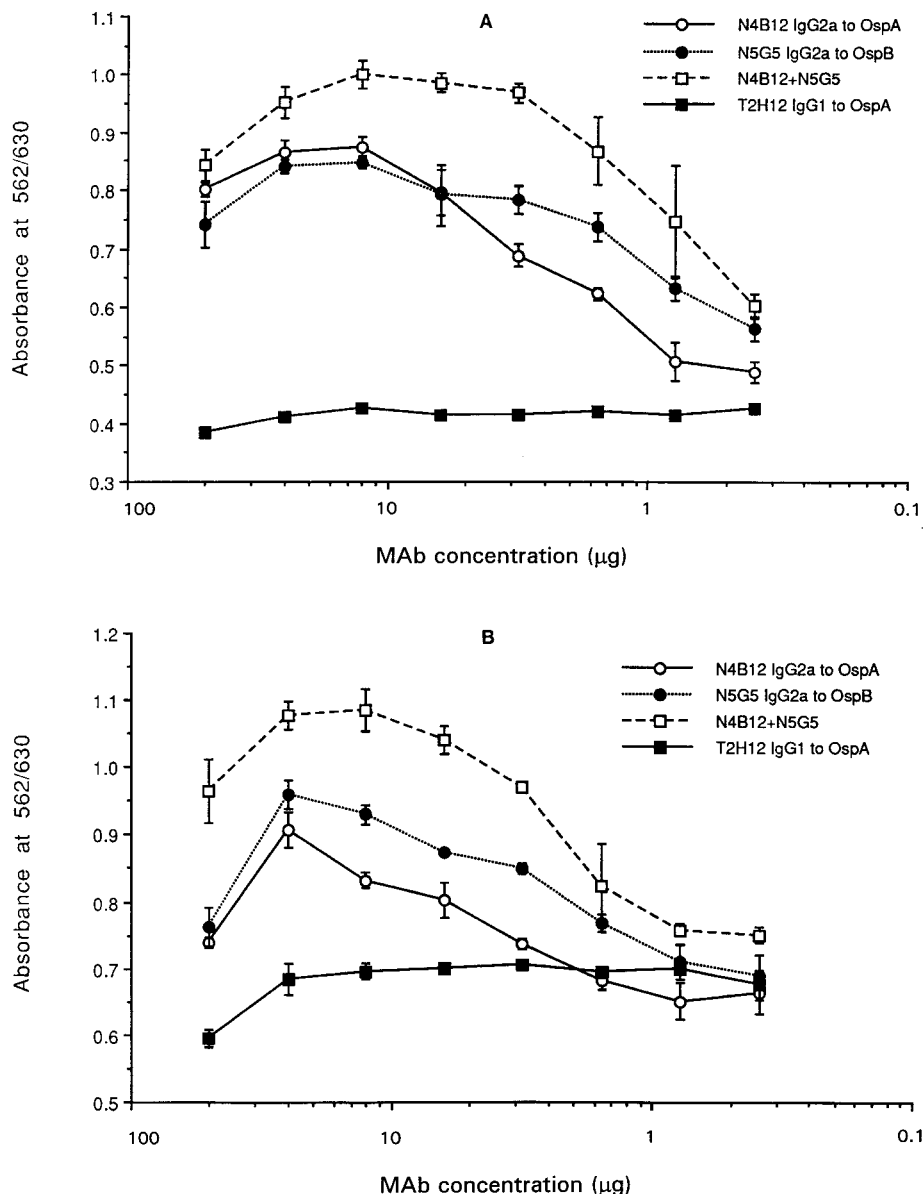 A
1.1
1.0
0.9
0.8
0.7
0.6
0.5
0.4
0.3
Absorbance at 562/630
N4B12 IgG2a to OspA
N5G5 IgG2a to OspB
N4B12+N5G5
T2H12 IgG1 to OspA
100
10
1
0.1
MAb concentration (µg)
B
1.2
1.1
1.0
0.9
0.8
0.7
0.6
0.5
Absorbance at 562/630
N4B12 IgG2a to OspA
N5G5 IgG2a to OspB
N4B12+N5G5
T2H12 IgG1 to OspA
100
10
1
0.1
MAb concentration (µg)